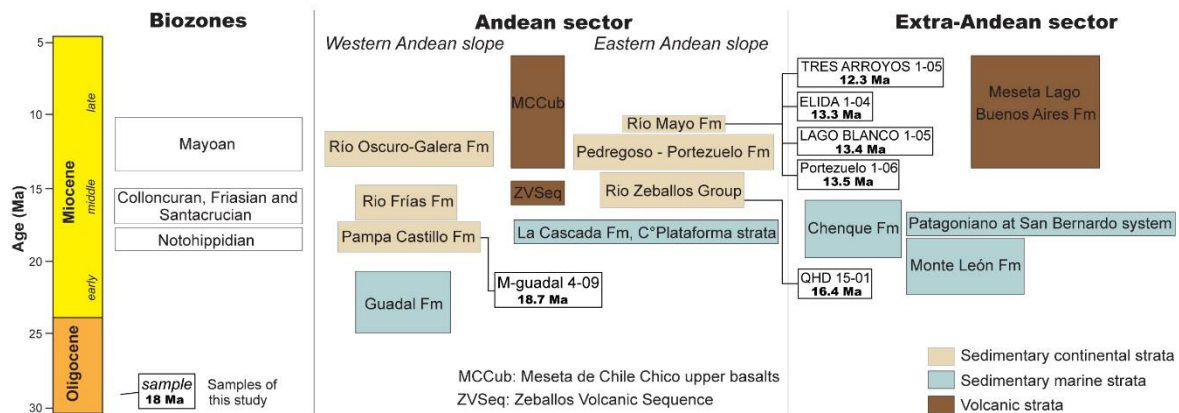 Biozones
Andean sector
Extra-Andean sector
Western Andean slope
Eastern Andean slope
Age (Ma)
5
10
15
20
25
30
Miocene
late
middle
early
Oligocene
Mayoan
Colloncuran, Friasian and
Santacrucian
Notohippidian
sample
18 Ma
Samples of
this study
Río Oscuro-Galera Fm
Rio Frías Fm
Pampa Castillo Fm
Guadal Fm
M-guadal 4-09
18.7 Ma
MCCub
ZVSeq
Río Mayo Fm
Pedregoso - Portezuelo Fm
Rio Zeballos Group
La Cascada Fm, C°Plataforma strata
TRES ARROYOS 1-05
12.3 Ma
ELIDA 1-04
13.3 Ma
LAGO BLANCO 1-05
13.4 Ma
Portezuelo 1-06
13.5 Ma
QHD 15-01
16.4 Ma
Meseta Lago
Buenos Aires Fm
Chenque Fm
Patagoniano at San Bernardo system
Monte León Fm
MCCub: Meseta de Chile Chico upper basalts
ZVSeq: Zeballos Volcanic Sequence
Sedimentary continental strata
Sedimentary marine strata
Volcanic strata